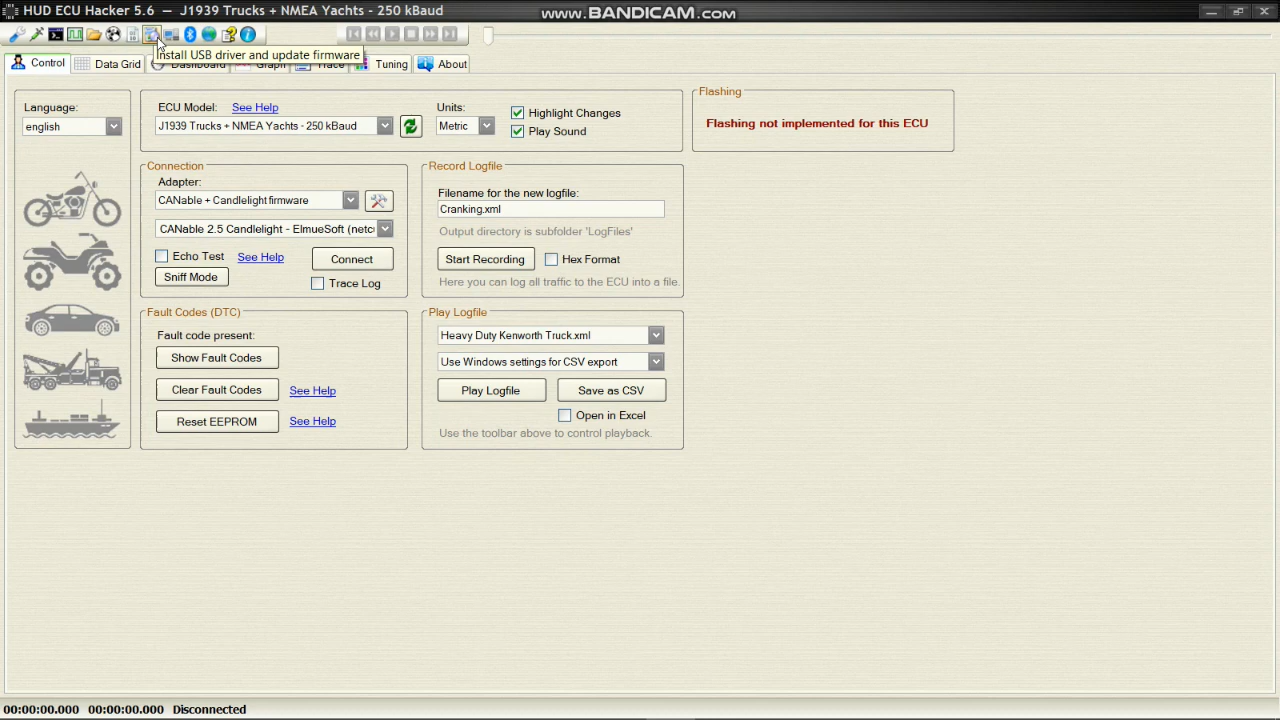 HUD ECU Hacker 5.6 - J1939 Trucks + NMEA Yachts - 250 kBaud
www.BANDICAM.com
Install USB driver and update firmware
Control
Data Grid
Dashboard
Graph
Trace
Tuning
About
Language:
english
ECU Model: See Help
J1939 Trucks + NMEA Yachts - 250 kBaud
Units:
Metric
Highlight Changes
Play Sound
Flashing
Flashing not implemented for this ECU
Connection
Adapter:
CANable + Candlelight firmware
CANable 2.5 Candlelight - ElmueSoft (netc
Echo Test See Help
Connect
Sniff Mode
Trace Log
Record Logfile
Filename for the new logfile:
Cranking.xml
Output directory is subfolder 'LogFiles'
Start Recording
Hex Format
Here you can log all traffic to the ECU into a file.
Fault Codes (DTC)
Fault code present:
Show Fault Codes
Clear Fault Codes See Help
Reset EEPROM See Help
Play Logfile
Heavy Duty Kenworth Truck.xml
Use Windows settings for CSV export
Play Logfile
Save as CSV
Open in Excel
Use the toolbar above to control playback.
00:00:00.000 00:00:00.000 Disconnected